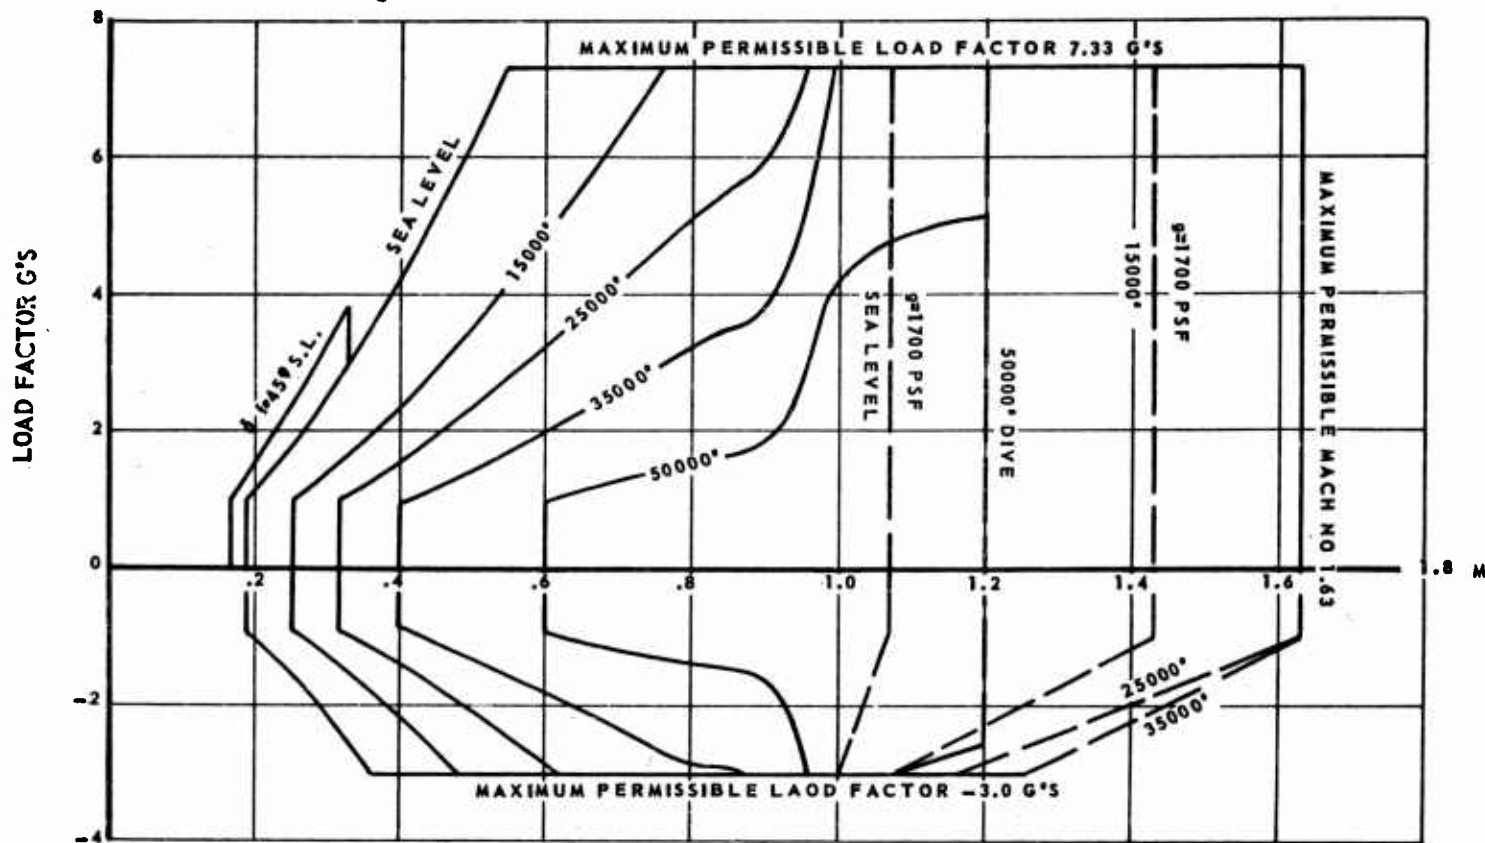 8
MAXIMUM PERMISSIBLE LOAD FACTOR 7.33 G'S
6
SEA LEVEL
15000"
25000"
4
LOAD FACTOR G'S
35000"
2
50000"
SEA LEVEL
q=1700 PSF
50000" DIVE
15000"
q=1700 PSF
MAXIMUM PERMISSIBLE MACH NO 1.63
=45° S.L.
0
.2
.4
.6
.8
1.0
1.2
1.4
1.6
1.8 M
-2
25000"
35000"
MAXIMUM PERMISSIBLE LAOD FACTOR -3.0 G'S
-4